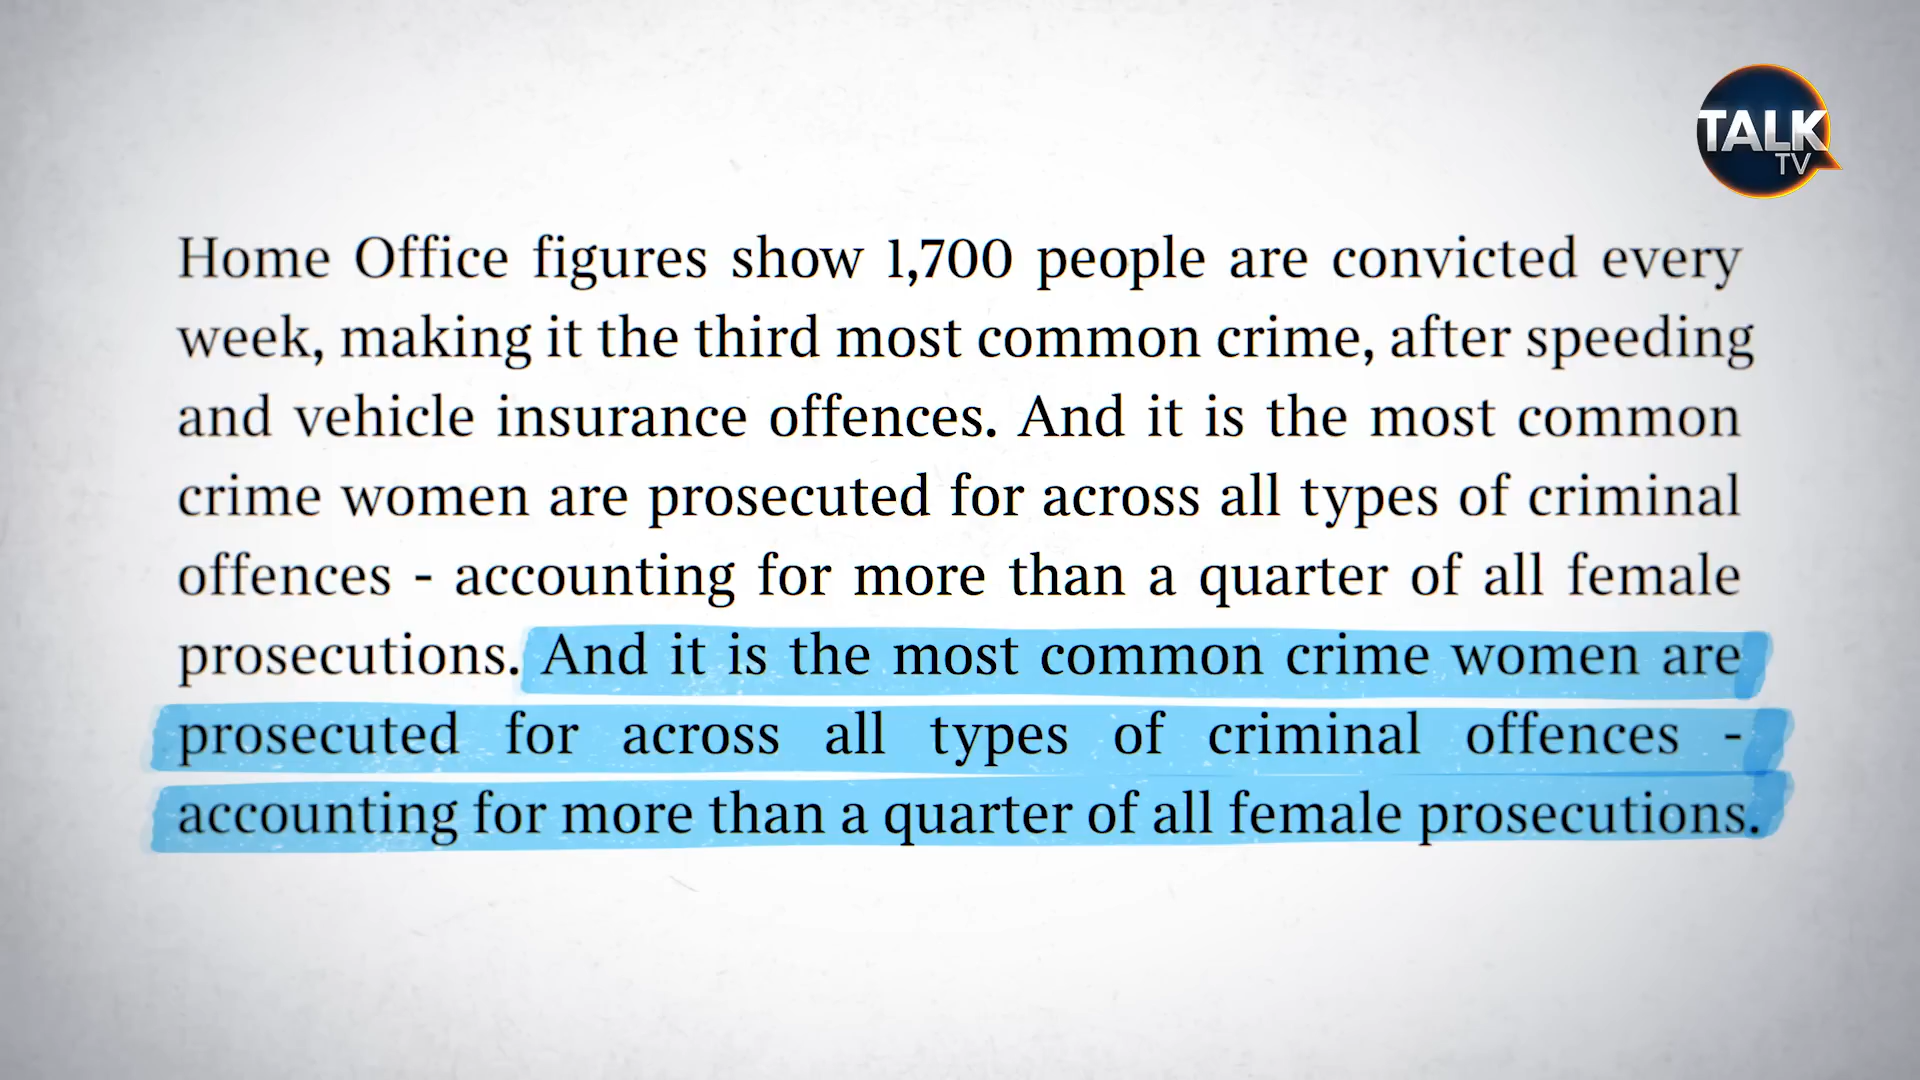 TALK
TV
Home Office figures show 1,700 people are convicted every
week, making it the third most common crime, after speeding
and vehicle insurance offences. And it is the most common
crime women are prosecuted for across all types of criminal
offences - accounting for more than a quarter of all female
prosecutions. And it is the most common crime women are
prosecuted for across all types of criminal offences -
accounting for more than a quarter of all female prosecutions.